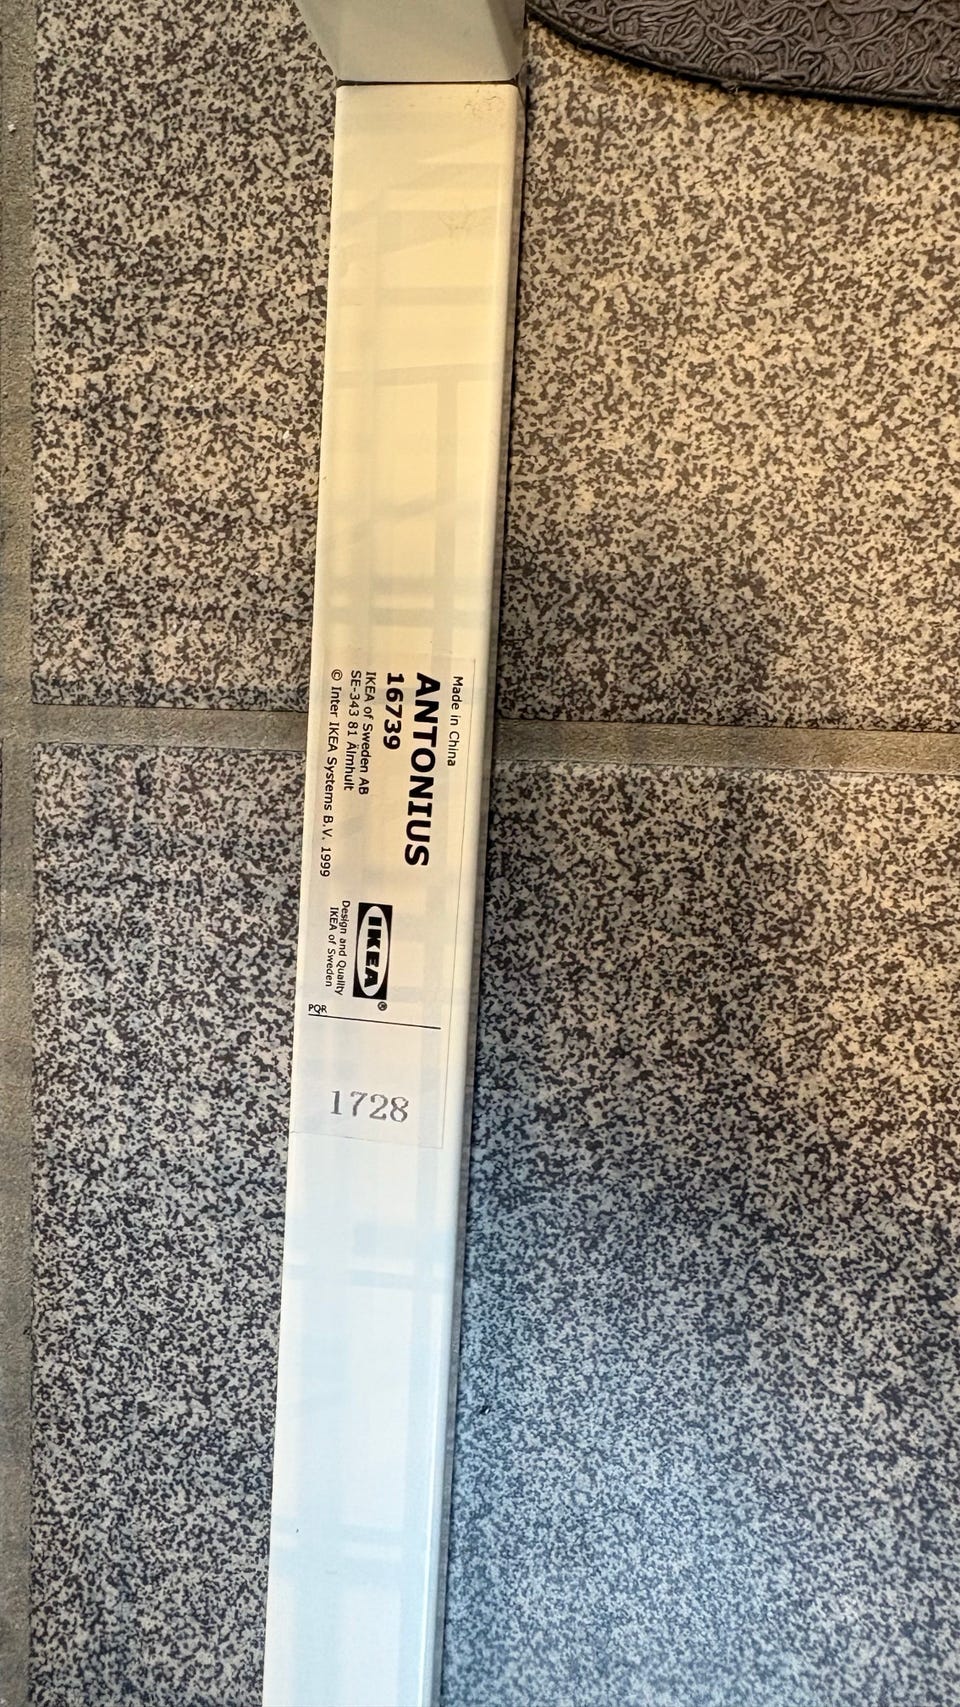 Made in China
ANTONIUS
16739
IKEA of Sweden AB
SE-343 81 Älmhult
© Inter IKEA Systems B.V. 1999
IKEA®
Design and Quality
IKEA of Sweden
PQR
1728